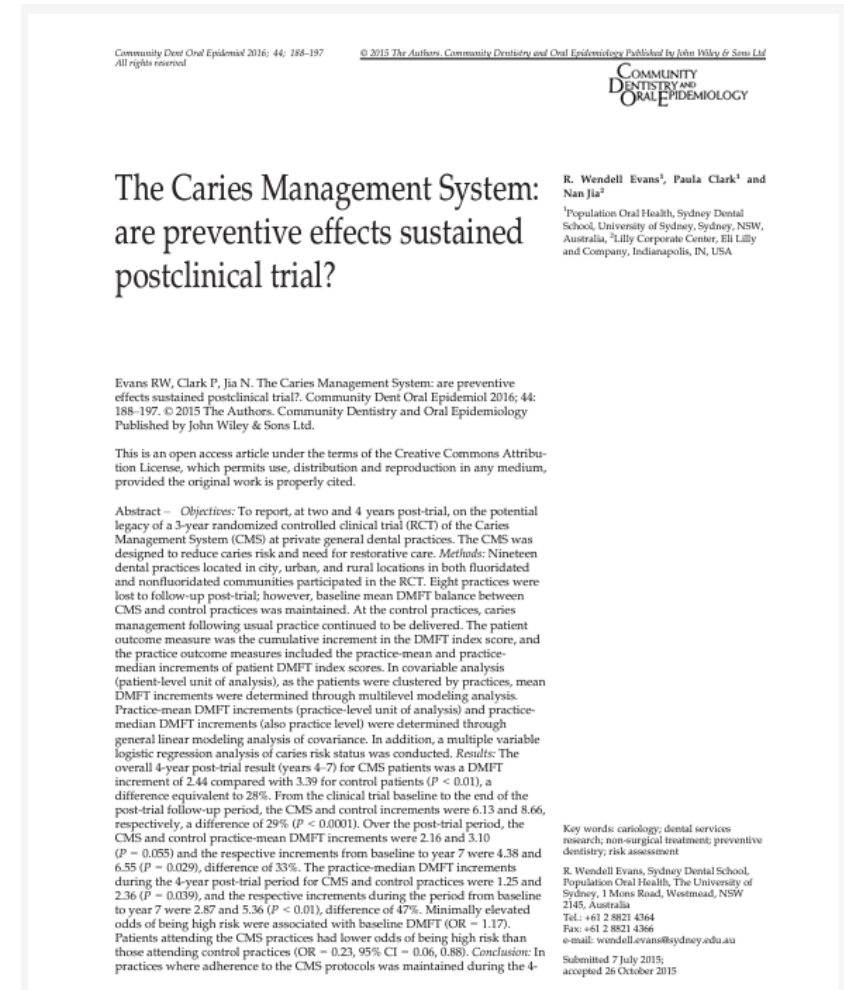 Community Dent Oral Epidemiol 2016; 44; 188–197
All rights reserved
© 2015 The Authors. Community Dentistry and Oral Epidemiology Published by John Wiley & Sons Ltd
COMMUNITY
DENTISTRY AND
ORAL EPIDEMIOLOGY
The Caries Management System:
are preventive effects sustained
postclinical trial?
R. Wendell Evans¹, Paula Clark¹ and
Nan Jia²
¹Population Oral Health, Sydney Dental
School, University of Sydney, Sydney, NSW,
Australia, ²Lilly Corporate Center, Eli Lilly
and Company, Indianapolis, IN, USA
Evans RW, Clark P, Jia N. The Caries Management System: are preventive
effects sustained postclinical trial?. Community Dent Oral Epidemiol 2016; 44:
188–197. © 2015 The Authors. Community Dentistry and Oral Epidemiology
Published by John Wiley & Sons Ltd.
This is an open access article under the terms of the Creative Commons Attribu-
tion License, which permits use, distribution and reproduction in any medium,
provided the original work is properly cited.
Abstract – Objectives: To report, at two and 4 years post-trial, on the potential
legacy of a 3-year randomized controlled clinical trial (RCT) of the Caries
Management System (CMS) at private general dental practices. The CMS was
designed to reduce caries risk and need for restorative care. Methods: Nineteen
dental practices located in city, urban, and rural locations in both fluoridated
and nonfluoridated communities participated in the RCT. Eight practices were
lost to follow-up post-trial; however, baseline mean DMFT balance between
CMS and control practices was maintained. At the control practices, caries
management following usual practice continued to be delivered. The patient
outcome measure was the cumulative increment in the DMFT index score, and
the practice outcome measures included the practice-mean and practice-
median increments of patient DMFT index scores. In covariable analysis
(patient-level unit of analysis), as the patients were clustered by practices, mean
DMFT increments were determined through multilevel modeling analysis.
Practice-mean DMFT increments (practice-level unit of analysis) and practice-
median DMFT increments (also practice level) were determined through
general linear modeling analysis of covariance. In addition, a multiple variable
logistic regression analysis of caries risk status was conducted. Results: The
overall 4-year post-trial result (years 4–7) for CMS patients was a DMFT
increment of 2.44 compared with 3.39 for control patients (P < 0.01), a
difference equivalent to 28%. From the clinical trial baseline to the end of the
post-trial follow-up period, the CMS and control increments were 6.13 and 8.66,
respectively, a difference of 29% (P < 0.0001). Over the post-trial period, the
CMS and control practice-mean DMFT increments were 2.16 and 3.10
(P = 0.055) and the respective increments from baseline to year 7 were 4.38 and
6.55 (P = 0.029), difference of 33%. The practice-median DMFT increments
during the 4-year post-trial period for CMS and control practices were 1.25 and
2.36 (P = 0.039), and the respective increments during the period from baseline
to year 7 were 2.87 and 5.36 (P < 0.01), difference of 47%. Minimally elevated
odds of being high risk were associated with baseline DMFT (OR = 1.17).
Patients attending the CMS practices had lower odds of being high risk than
those attending control practices (OR = 0.23, 95% CI = 0.06, 0.88). Conclusion: In
practices where adherence to the CMS protocols was maintained during the 4-
Key words: cariology; dental services
research; non-surgical treatment; preventive
dentistry; risk assessment
R. Wendell Evans, Sydney Dental School,
Population Oral Health, The University of
Sydney, 1 Mons Road, Westmead, NSW
2145, Australia
Tel.: +61 2 8821 4364
Fax: +61 2 8821 4366
e-mail: wendell.evans@sydney.edu.au
Submitted 7 July 2015;
accepted 26 October 2015